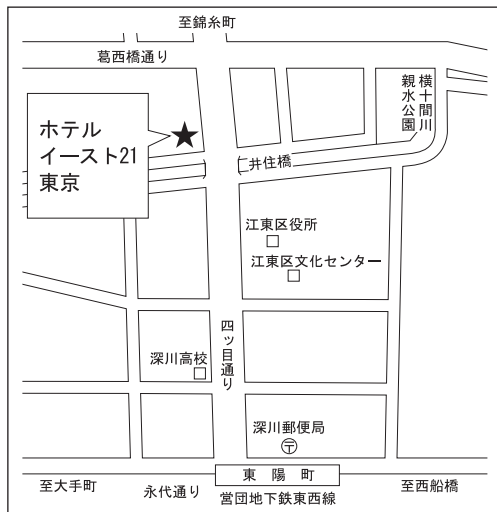 至錦糸町
葛西橋通り
横十間川
親水公園
ホテル
イースト21
東京
井住橋
江東区役所
江東区文化センター
四ッ目通り
深川高校
深川郵便局
〒
東陽町
至大手町
永代通り
営団地下鉄東西線
至西船橋